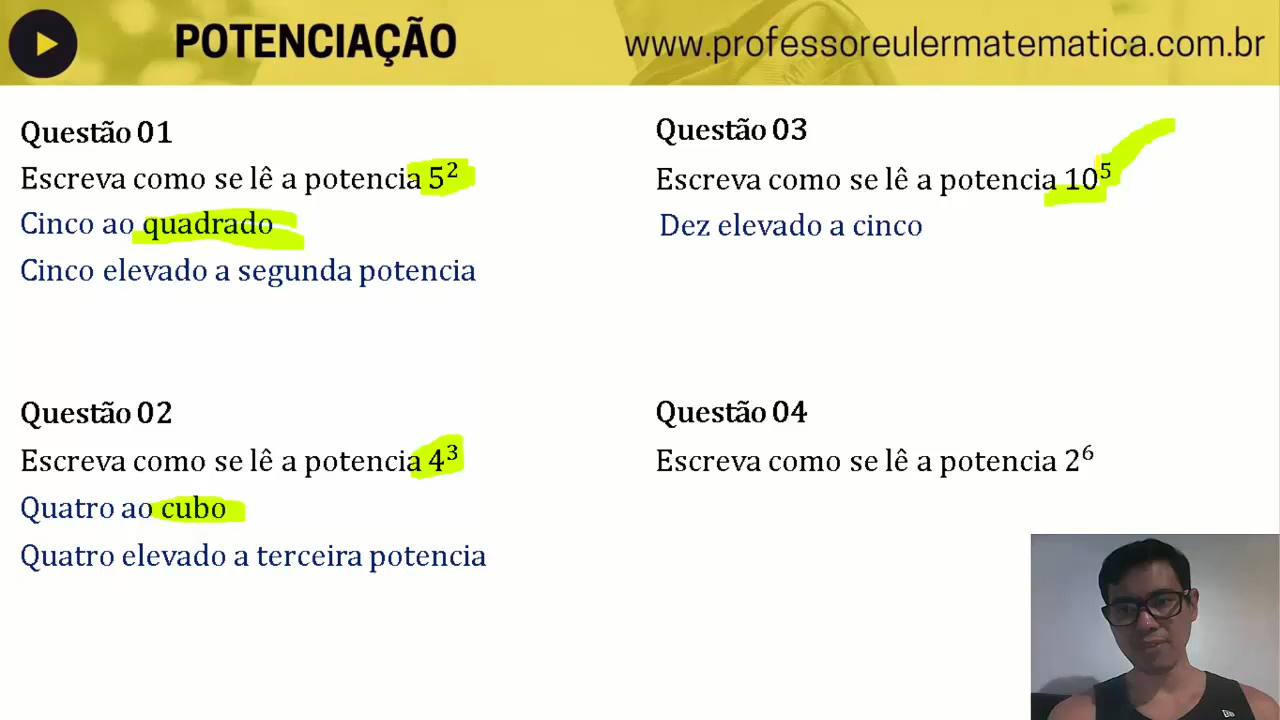 POTENCIAÇÃO
www.professoreulermatematica.com.br
Questão 01
Escreva como se lê a potencia 5²
Cinco ao quadrado
Cinco elevado a segunda potencia
Questão 02
Escreva como se lê a potencia 4³
Quatro ao cubo
Quatro elevado a terceira potencia
Questão 03
Escreva como se lê a potencia 10⁵
Dez elevado a cinco
Questão 04
Escreva como se lê a potencia 2⁶